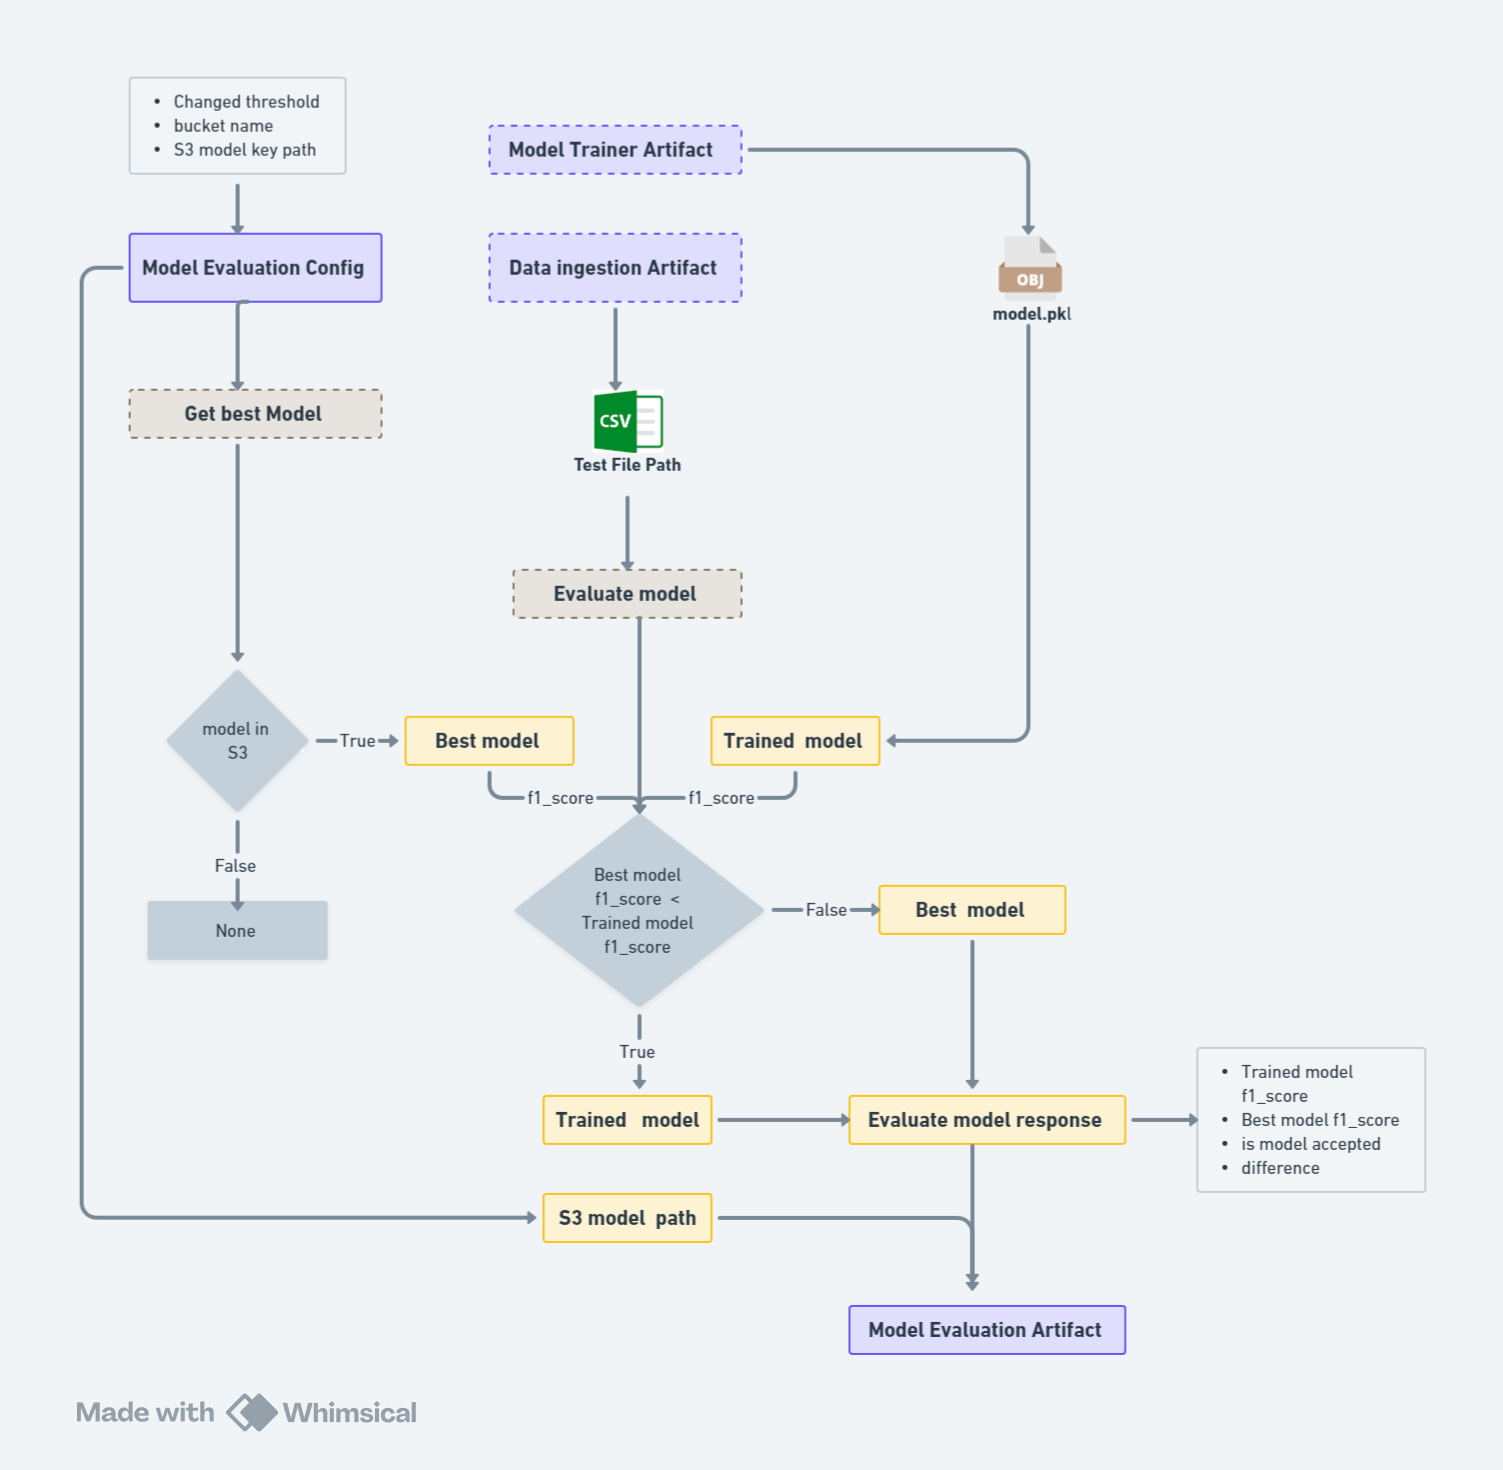 • Changed threshold
• bucket name
• S3 model key path
Model Trainer Artifact
Model Evaluation Config
Data ingestion Artifact
OBJ
model.pkl
Get best Model
CSV
Test File Path
Evaluate model
model in
S3
True
Best model
Trained model
f1_score
f1_score
False
None
Best model
f1_score <
Trained model
f1_score
False
Best model
True
Trained model
Evaluate model response
• Trained model
f1_score
• Best model f1_score
• is model accepted
• difference
S3 model path
Model Evaluation Artifact
Made with Whimsical